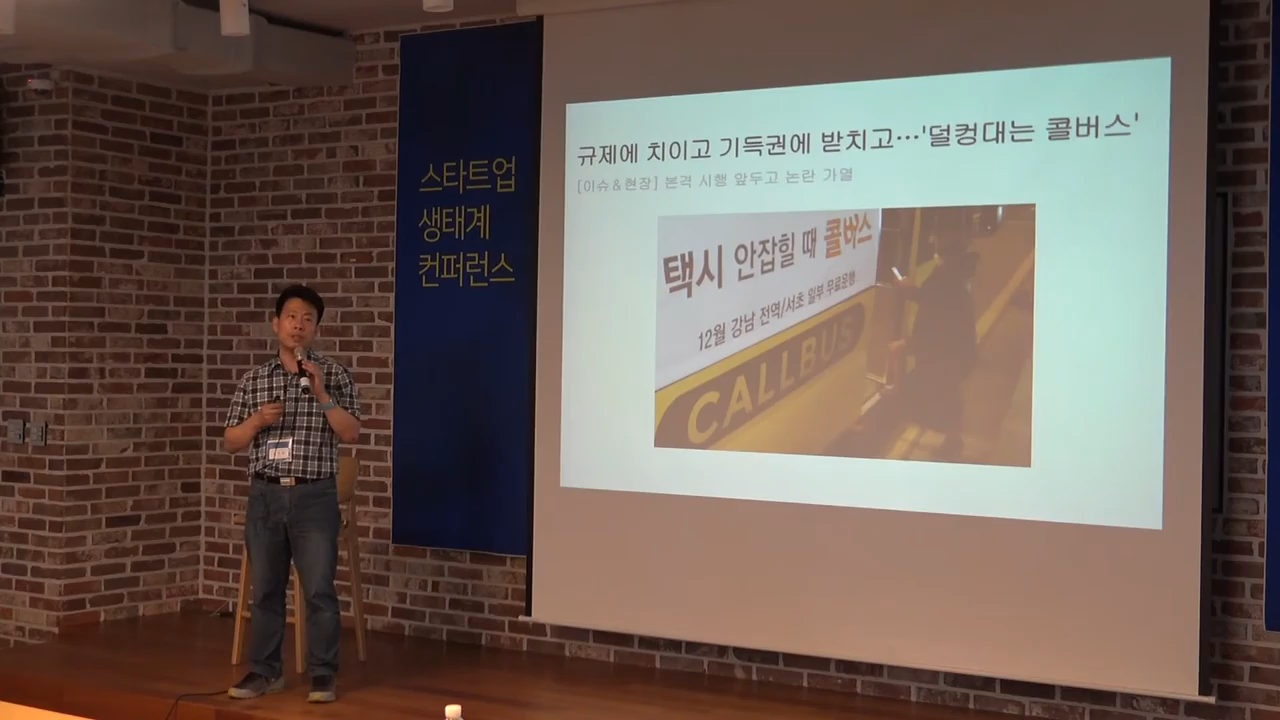 스타트업
생태계
컨퍼런스
규제에 치이고 기득권에 받치고…'덜컹대는 콜버스'
[이슈&현장] 본격 시행 앞두고 논란 가열
택시 안잡힐 때 콜버스
12월 강남 전역/서초 일부 무료운행
CALLBUS